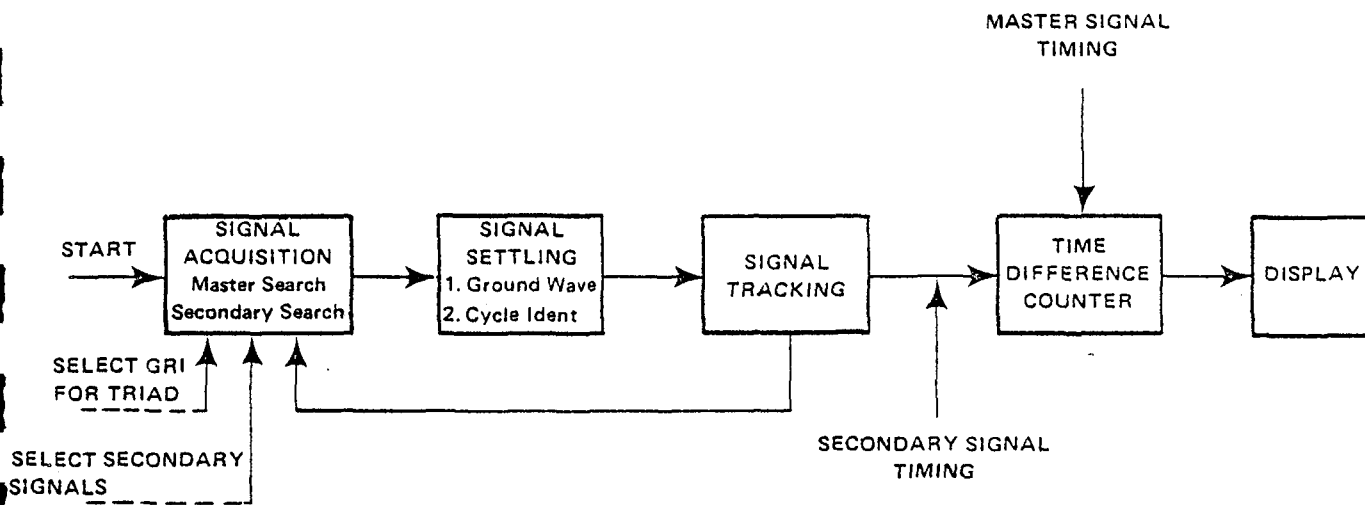 MASTER SIGNAL
TIMING
START
SIGNAL
ACQUISITION
Master Search
Secondary Search
SIGNAL
SETTLING
1. Ground Wave
2. Cycle Ident
SIGNAL
TRACKING
TIME
DIFFERENCE
COUNTER
DISPLAY
SELECT GRI
FOR TRIAD
SELECT SECONDARY
SIGNALS
SECONDARY SIGNAL
TIMING